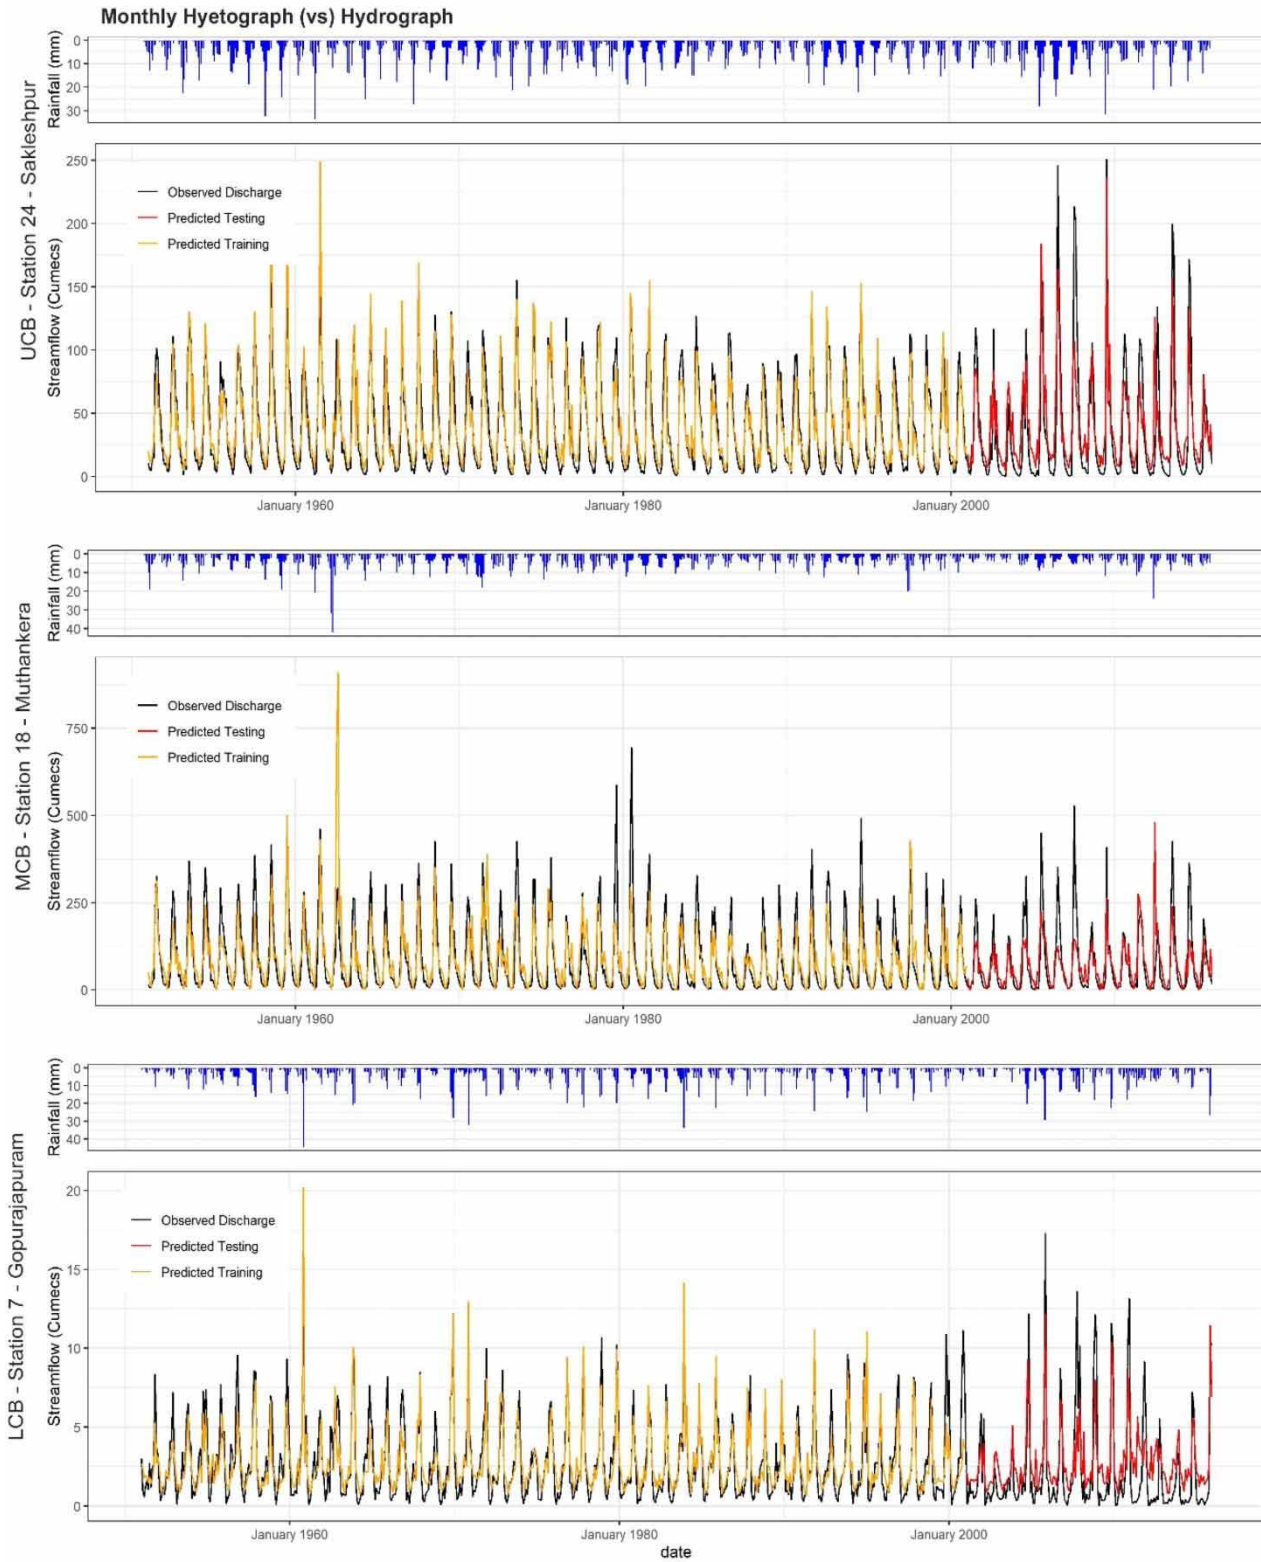 Monthly Hyetograph (vs) Hydrograph
UCB - Station 24 - Sakleshpur
Rainfall (mm)
0
10
20
30
Streamflow (Cumecs)
250
200
150
100
50
0
Observed Discharge
Predicted Testing
Predicted Training
January 1960
January 1980
January 2000
MCB - Station 18 - Muthankera
Rainfall (mm)
0
10
20
30
40
Streamflow (Cumecs)
750
500
250
0
Observed Discharge
Predicted Testing
Predicted Training
January 1960
January 1980
January 2000
LCB - Station 7 - Gopurajapuram
Rainfall (mm)
0
10
20
30
40
Streamflow (Cumecs)
20
15
10
5
0
Observed Discharge
Predicted Testing
Predicted Training
January 1960
January 1980
January 2000
date